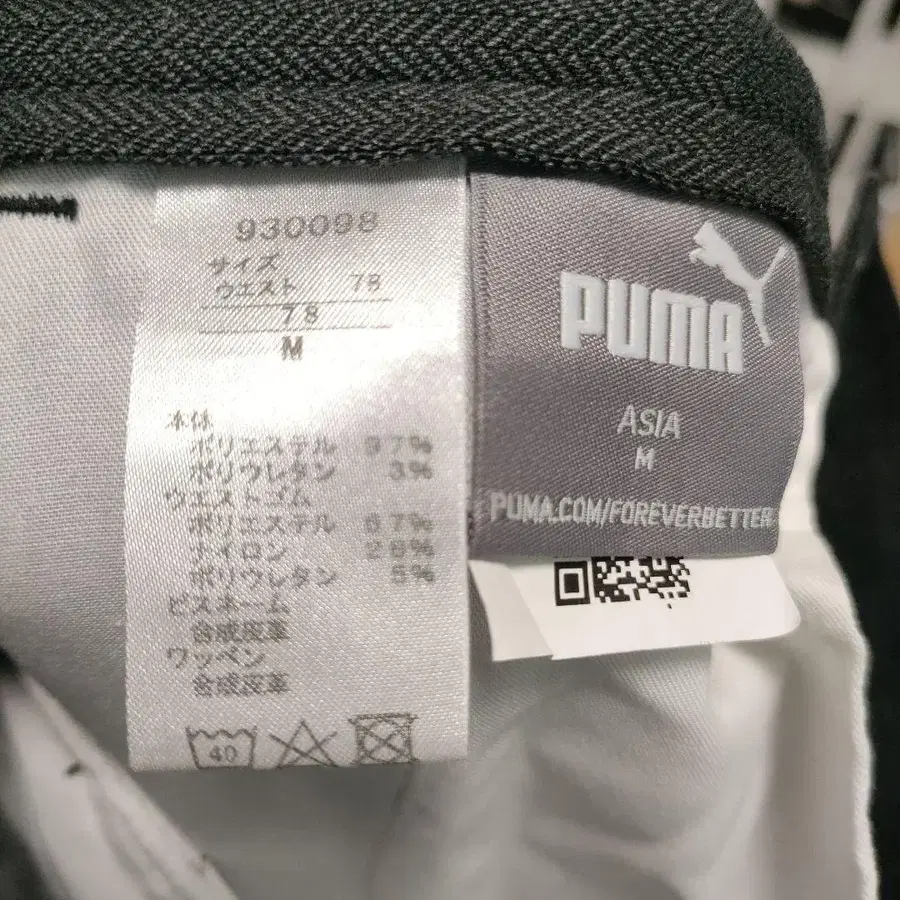 930098
サイズ
ウエスト 78
78
M
本体
ポリエステル 97%
ポリウレタン 3%
ウエストゴム
ポリエステル 67%
ナイロン 28%
ポリウレタン 5%
ピスネーム
合成皮革
ワッペン
合成皮革
40
PUMA
ASIA
M
PUMA.COM/FOREVERBETTER